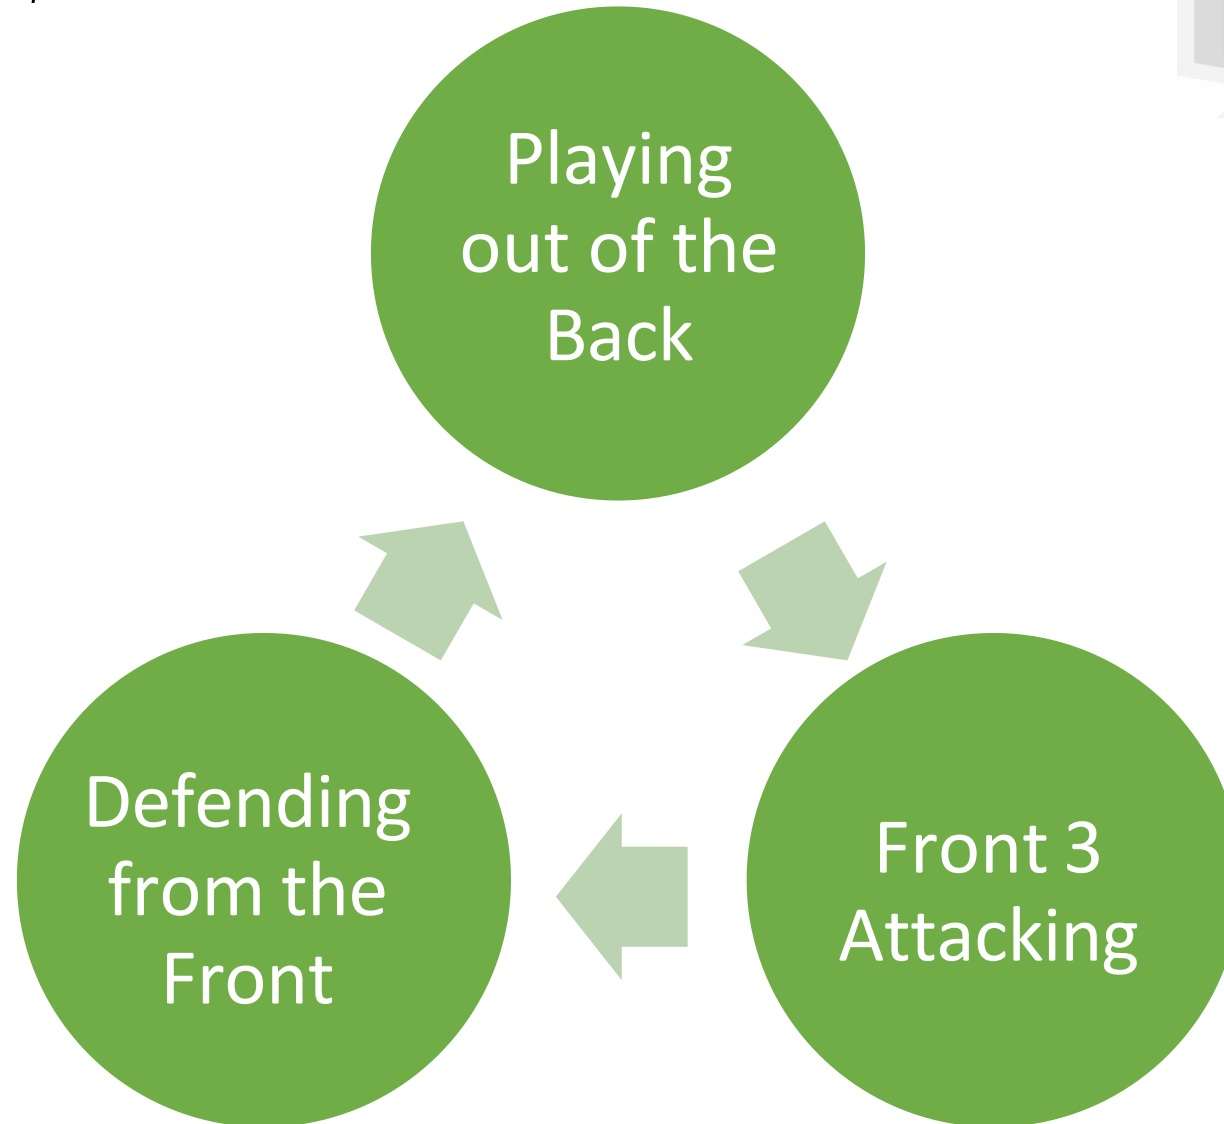 Playing
out of the
Back
Defending
from the
Front
Front 3
Attacking